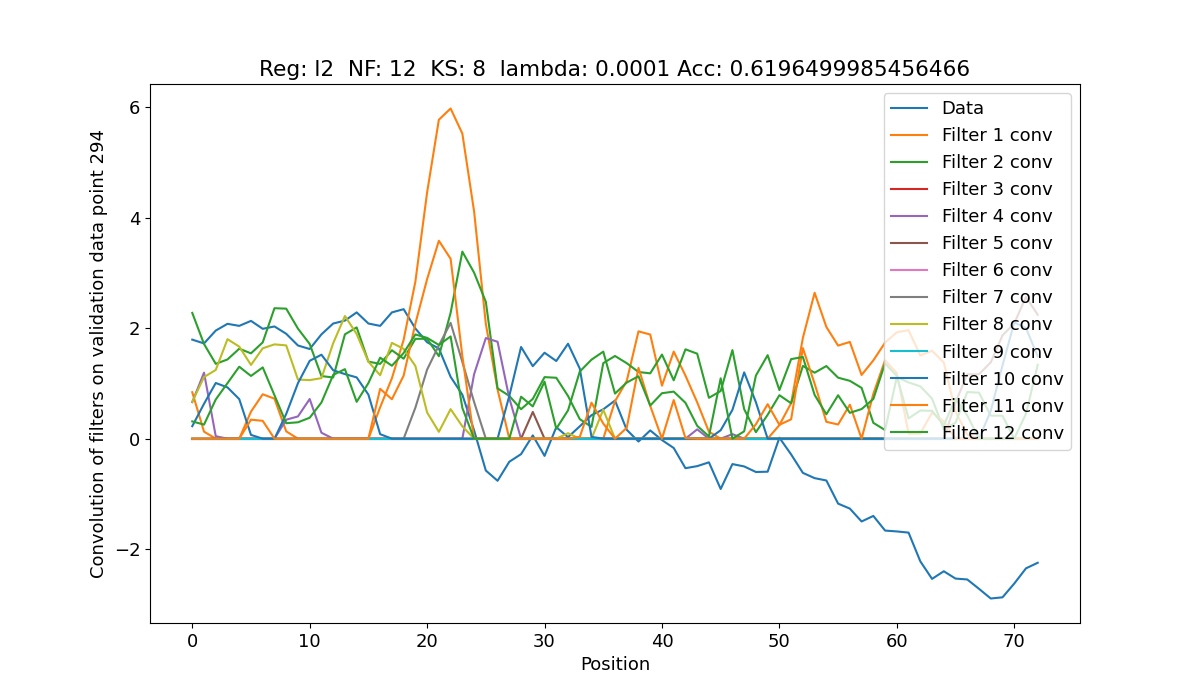 Reg: l2  NF: 12  KS: 8  lambda: 0.0001 Acc: 0.6196499985456466
Convolution of filters on validation data point 294
6
4
2
0
−2
Data
Filter 1 conv
Filter 2 conv
Filter 3 conv
Filter 4 conv
Filter 5 conv
Filter 6 conv
Filter 7 conv
Filter 8 conv
Filter 9 conv
Filter 10 conv
Filter 11 conv
Filter 12 conv
0 10 20 30 40 50 60 70
Position